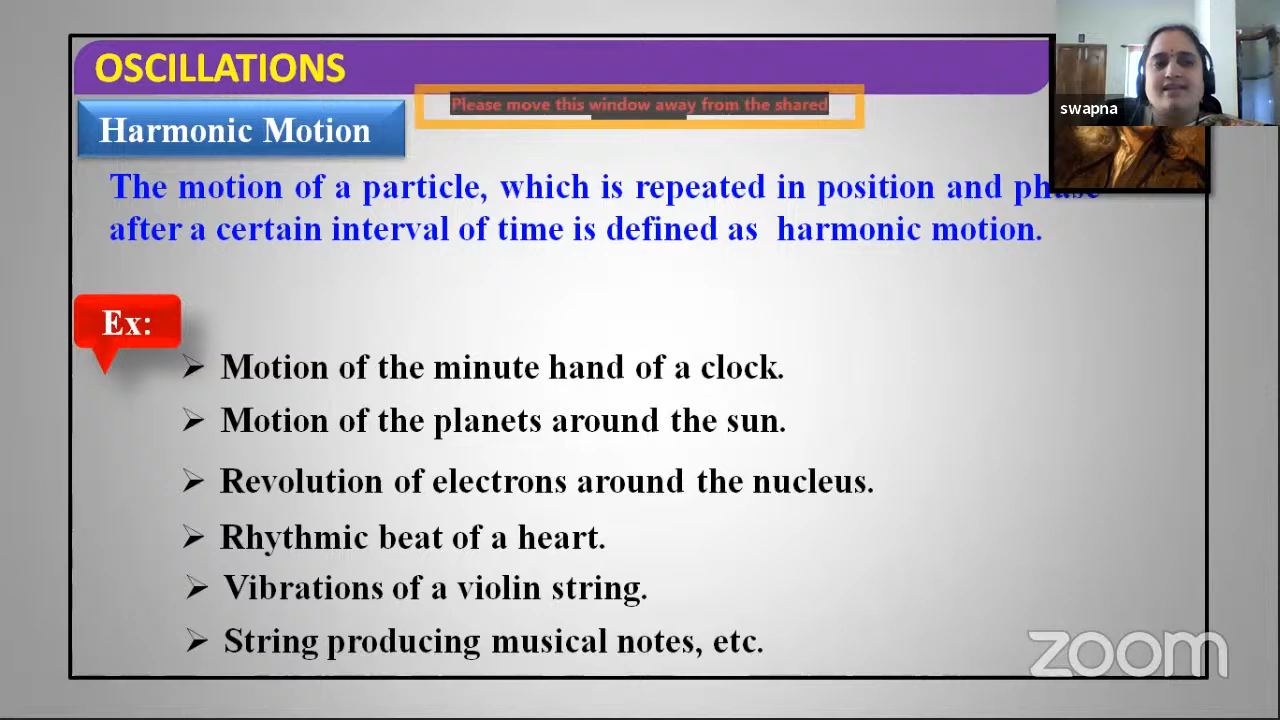 OSCILLATIONS
Please move this window away from the shared
swapna
Harmonic Motion
The motion of a particle, which is repeated in position and phase
after a certain interval of time is defined as harmonic motion.
Ex:
➢ Motion of the minute hand of a clock.
➢ Motion of the planets around the sun.
➢ Revolution of electrons around the nucleus.
➢ Rhythmic beat of a heart.
➢ Vibrations of a violin string.
➢ String producing musical notes, etc.
zoom